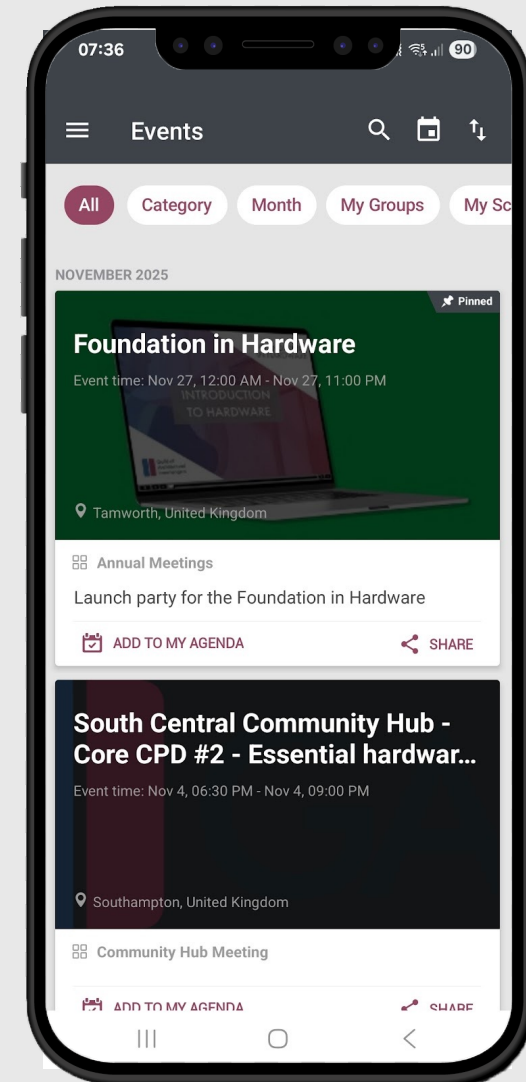 07:36
90
Events
All Category Month My Groups My Sc
NOVEMBER 2025
Pinned
Foundation in Hardware
Event time: Nov 27, 12:00 AM - Nov 27, 11:00 PM
INTRODUCTION
TO HARDWARE
Tamworth, United Kingdom
Annual Meetings
Launch party for the Foundation in Hardware
ADD TO MY AGENDA SHARE
South Central Community Hub -
Core CPD #2 - Essential hardwar...
Event time: Nov 4, 06:30 PM - Nov 4, 09:00 PM
Southampton, United Kingdom
Community Hub Meeting
ADD TO MY AGENDA SHARE